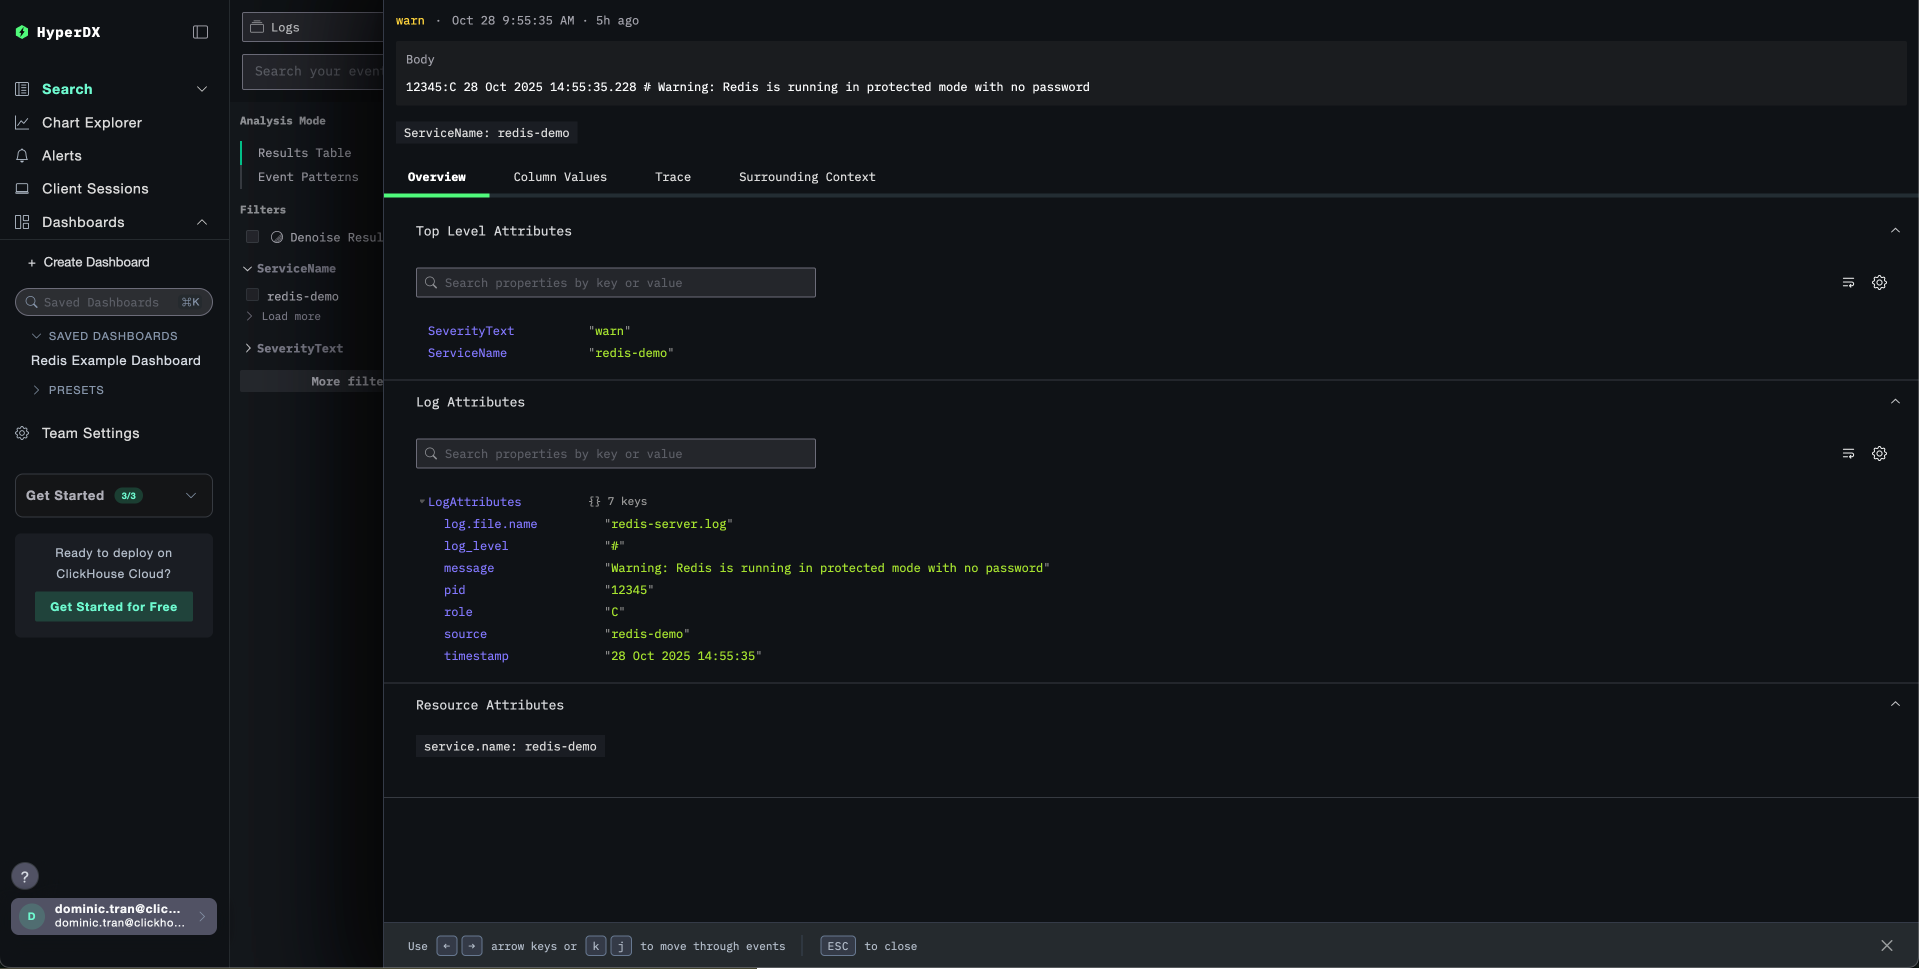 HyperDX
Search
Chart Explorer
Alerts
Client Sessions
Dashboards
+ Create Dashboard
Saved Dashboards ⌘K
SAVED DASHBOARDS
Redis Example Dashboard
PRESETS
Team Settings
Get Started 3/3
Ready to deploy on
ClickHouse Cloud?
Get Started for Free
?
D
dominic.tran@clic...
dominic.tran@clickho...
Logs
Search your event
Analysis Mode
Results Table
Event Patterns
Filters
Denoise Resul
ServiceName
redis-demo
Load more
SeverityText
More filte
warn · Oct 28 9:55:35 AM · 5h ago
Body
12345:C 28 Oct 2025 14:55:35.228 # Warning: Redis is running in protected mode with no password
ServiceName: redis-demo
Overview Column Values Trace Surrounding Context
Top Level Attributes
Search properties by key or value
SeverityText "warn"
ServiceName "redis-demo"
Log Attributes
Search properties by key or value
LogAttributes {} 7 keys
log.file.name "redis-server.log"
log_level "#"
message "Warning: Redis is running in protected mode with no password"
pid "12345"
role "C"
source "redis-demo"
timestamp "28 Oct 2025 14:55:35"
Resource Attributes
service.name: redis-demo
Use ← → arrow keys or k j to move through events ESC to close